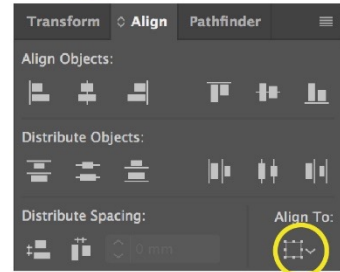 Transform Align Pathfinder
Align Objects:
Distribute Objects:
Distribute Spacing: Align To:
0 mm